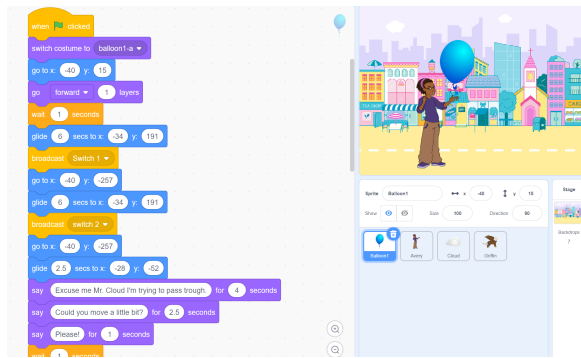 when clicked
switch costume to balloon1-a
go to x: -40 y: 15
go forward 1 layers
wait 1 seconds
glide 6 secs to x: -34 y: 191
broadcast Switch 1
go to x: -40 y: -257
glide 6 secs to x: -34 y: 191
broadcast switch 2
go to x: -40 y: -257
glide 2.5 secs to x: -28 y: -52
say Excuse me Mr. Cloud I'm trying to pass trough. for 4 seconds
say Could you move a little bit? for 2.5 seconds
say Please! for 1 seconds
wait 1 seconds
Sprite Balloon1 x -40 y 15
Show Size 100 Direction 90
Balloon1 Avery Cloud Griffin
Stage
Backdrops
7